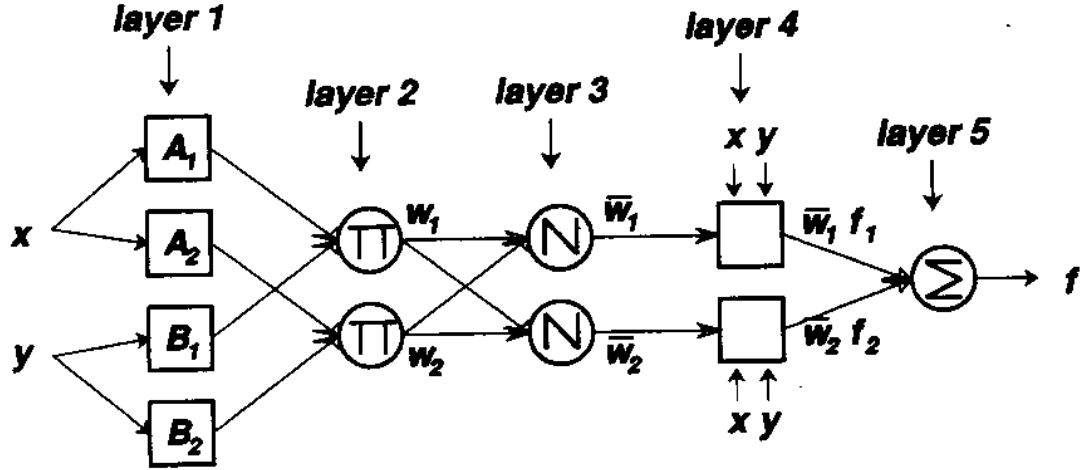 layer 1
layer 2
layer 3
layer 4
layer 5
x
y
A₁
A₂
B₁
B₂
Π
Π
w₁
w₂
N
N
w̅₁
w̅₂
x y
x y
w̅₁ f₁
w̅₂ f₂
Σ
f